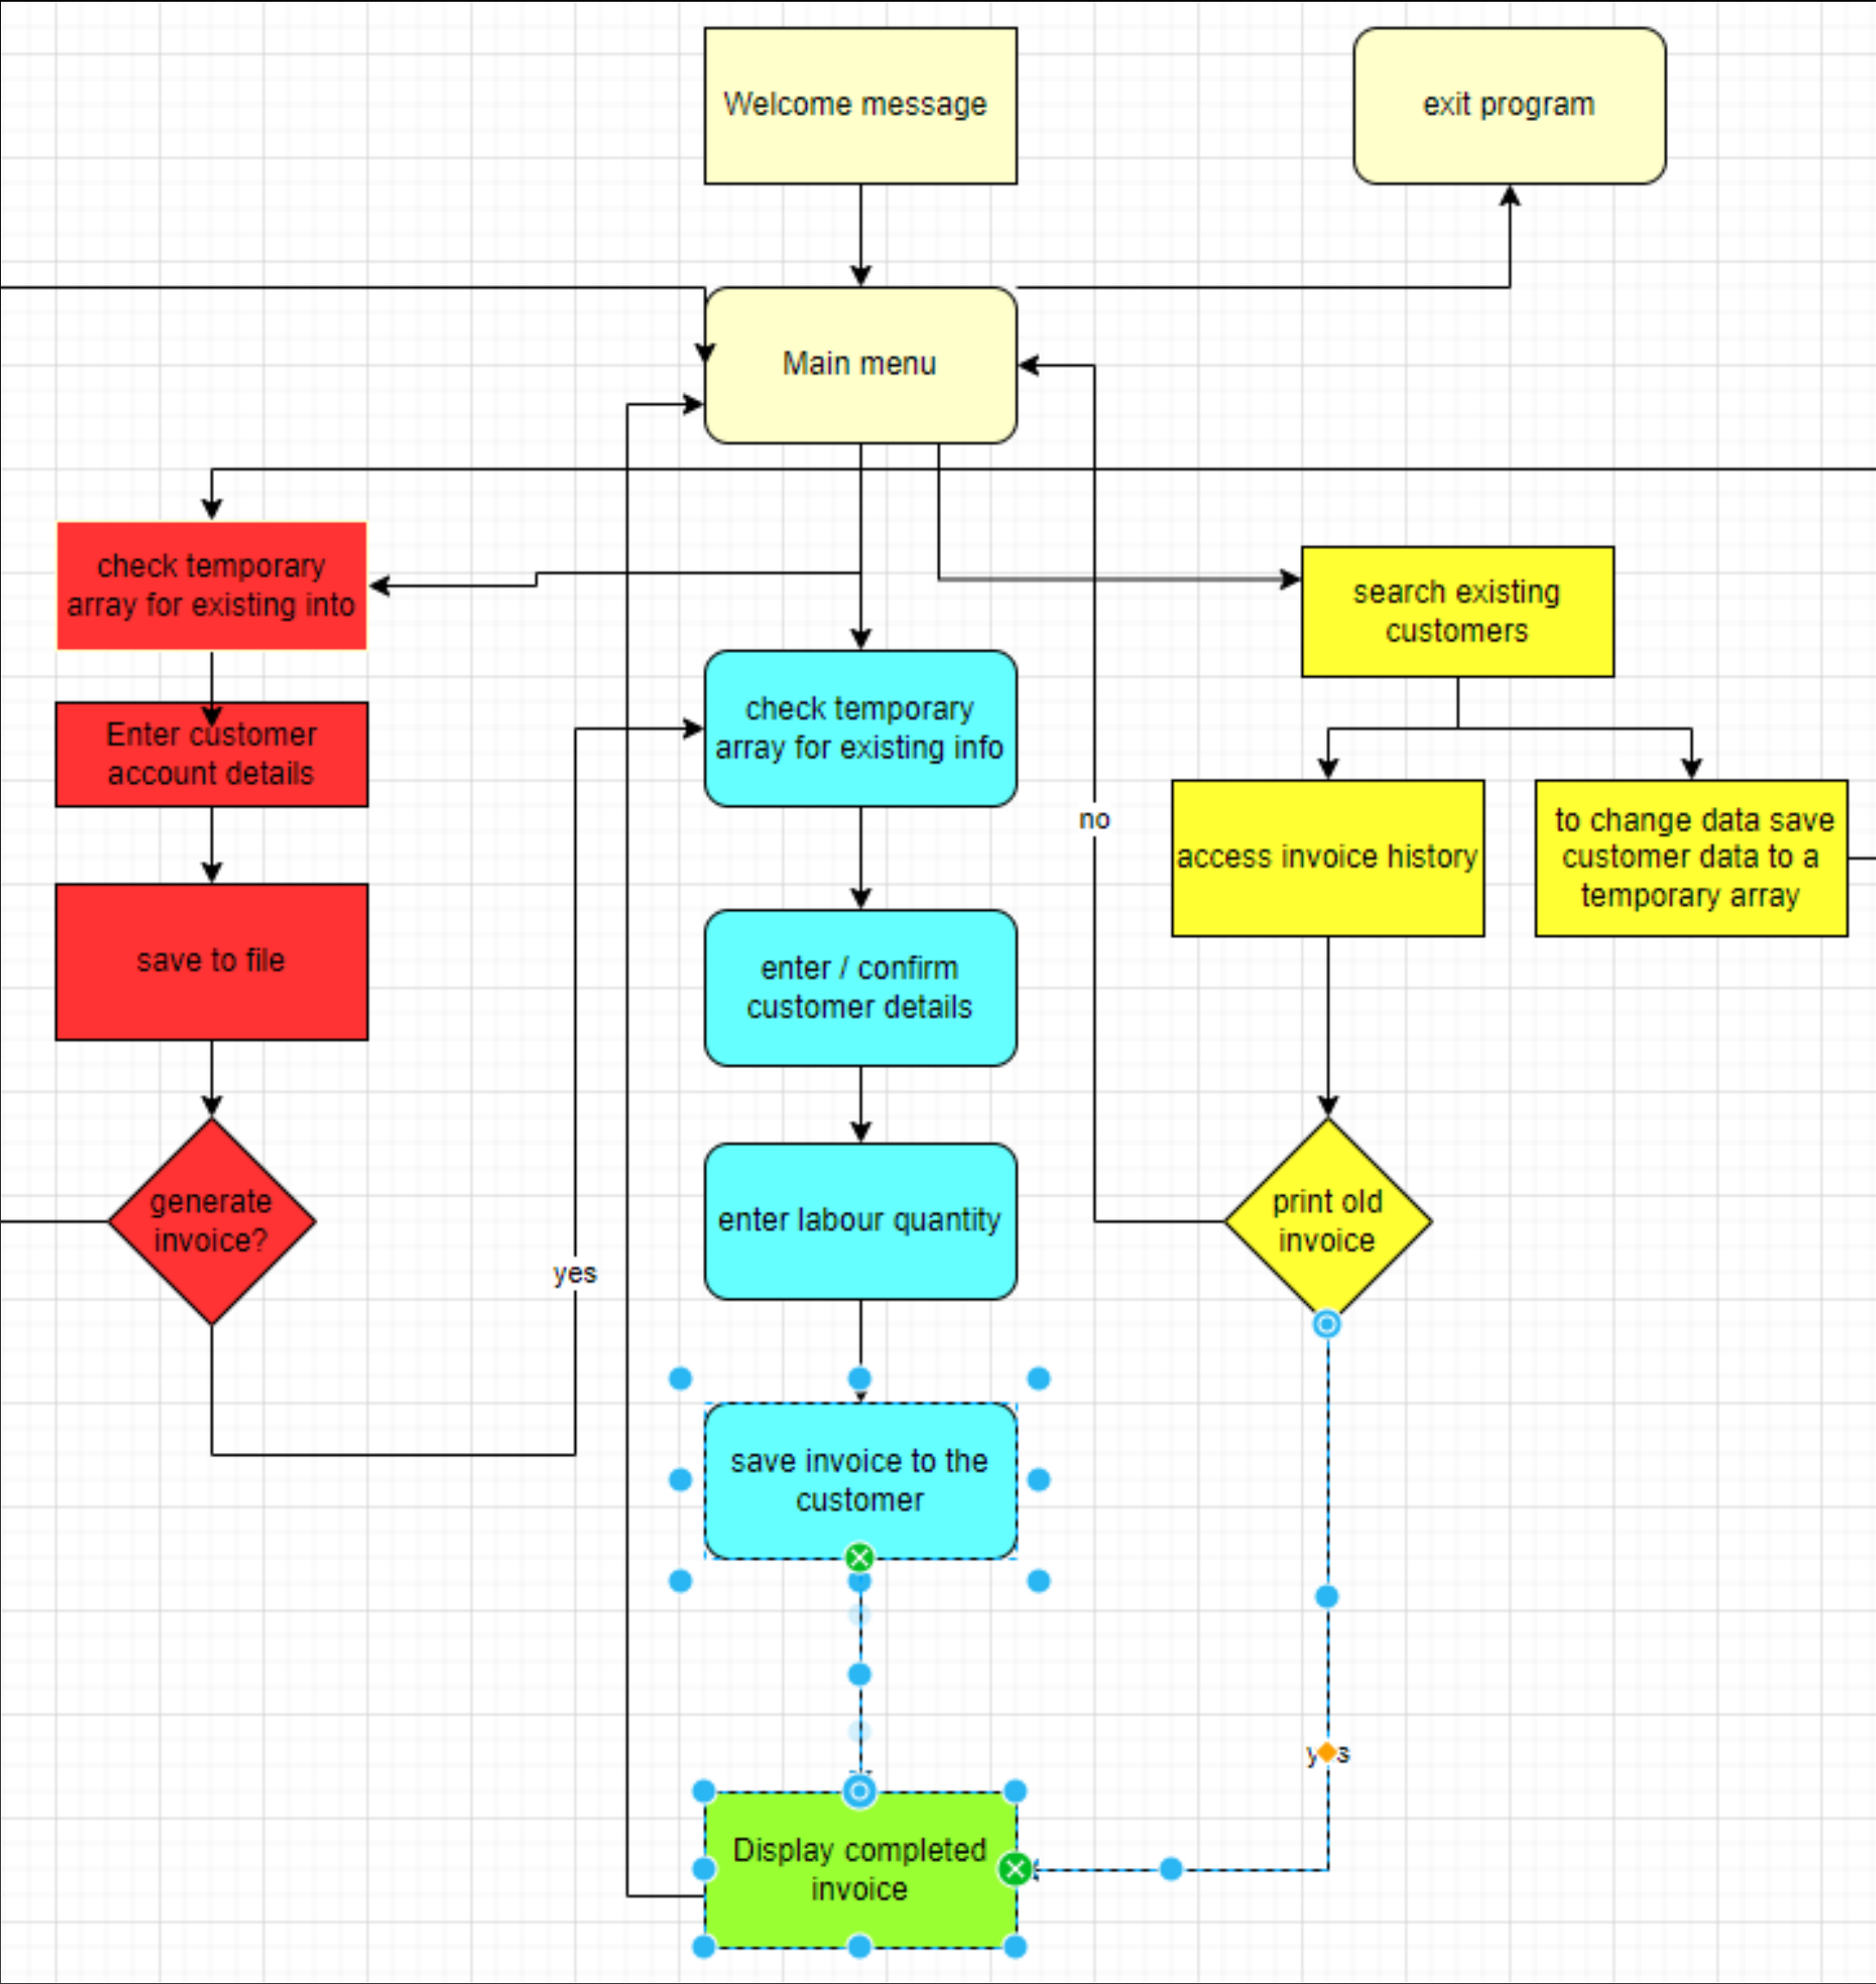 Welcome message
exit program
Main menu
check temporary
array for existing into
search existing
customers
check temporary
array for existing info
Enter customer
account details
no
access invoice history
to change data save
customer data to a
temporary array
save to file
enter / confirm
customer details
generate
invoice?
enter labour quantity
print old
invoice
yes
save invoice to the
customer
yes
Display completed
invoice